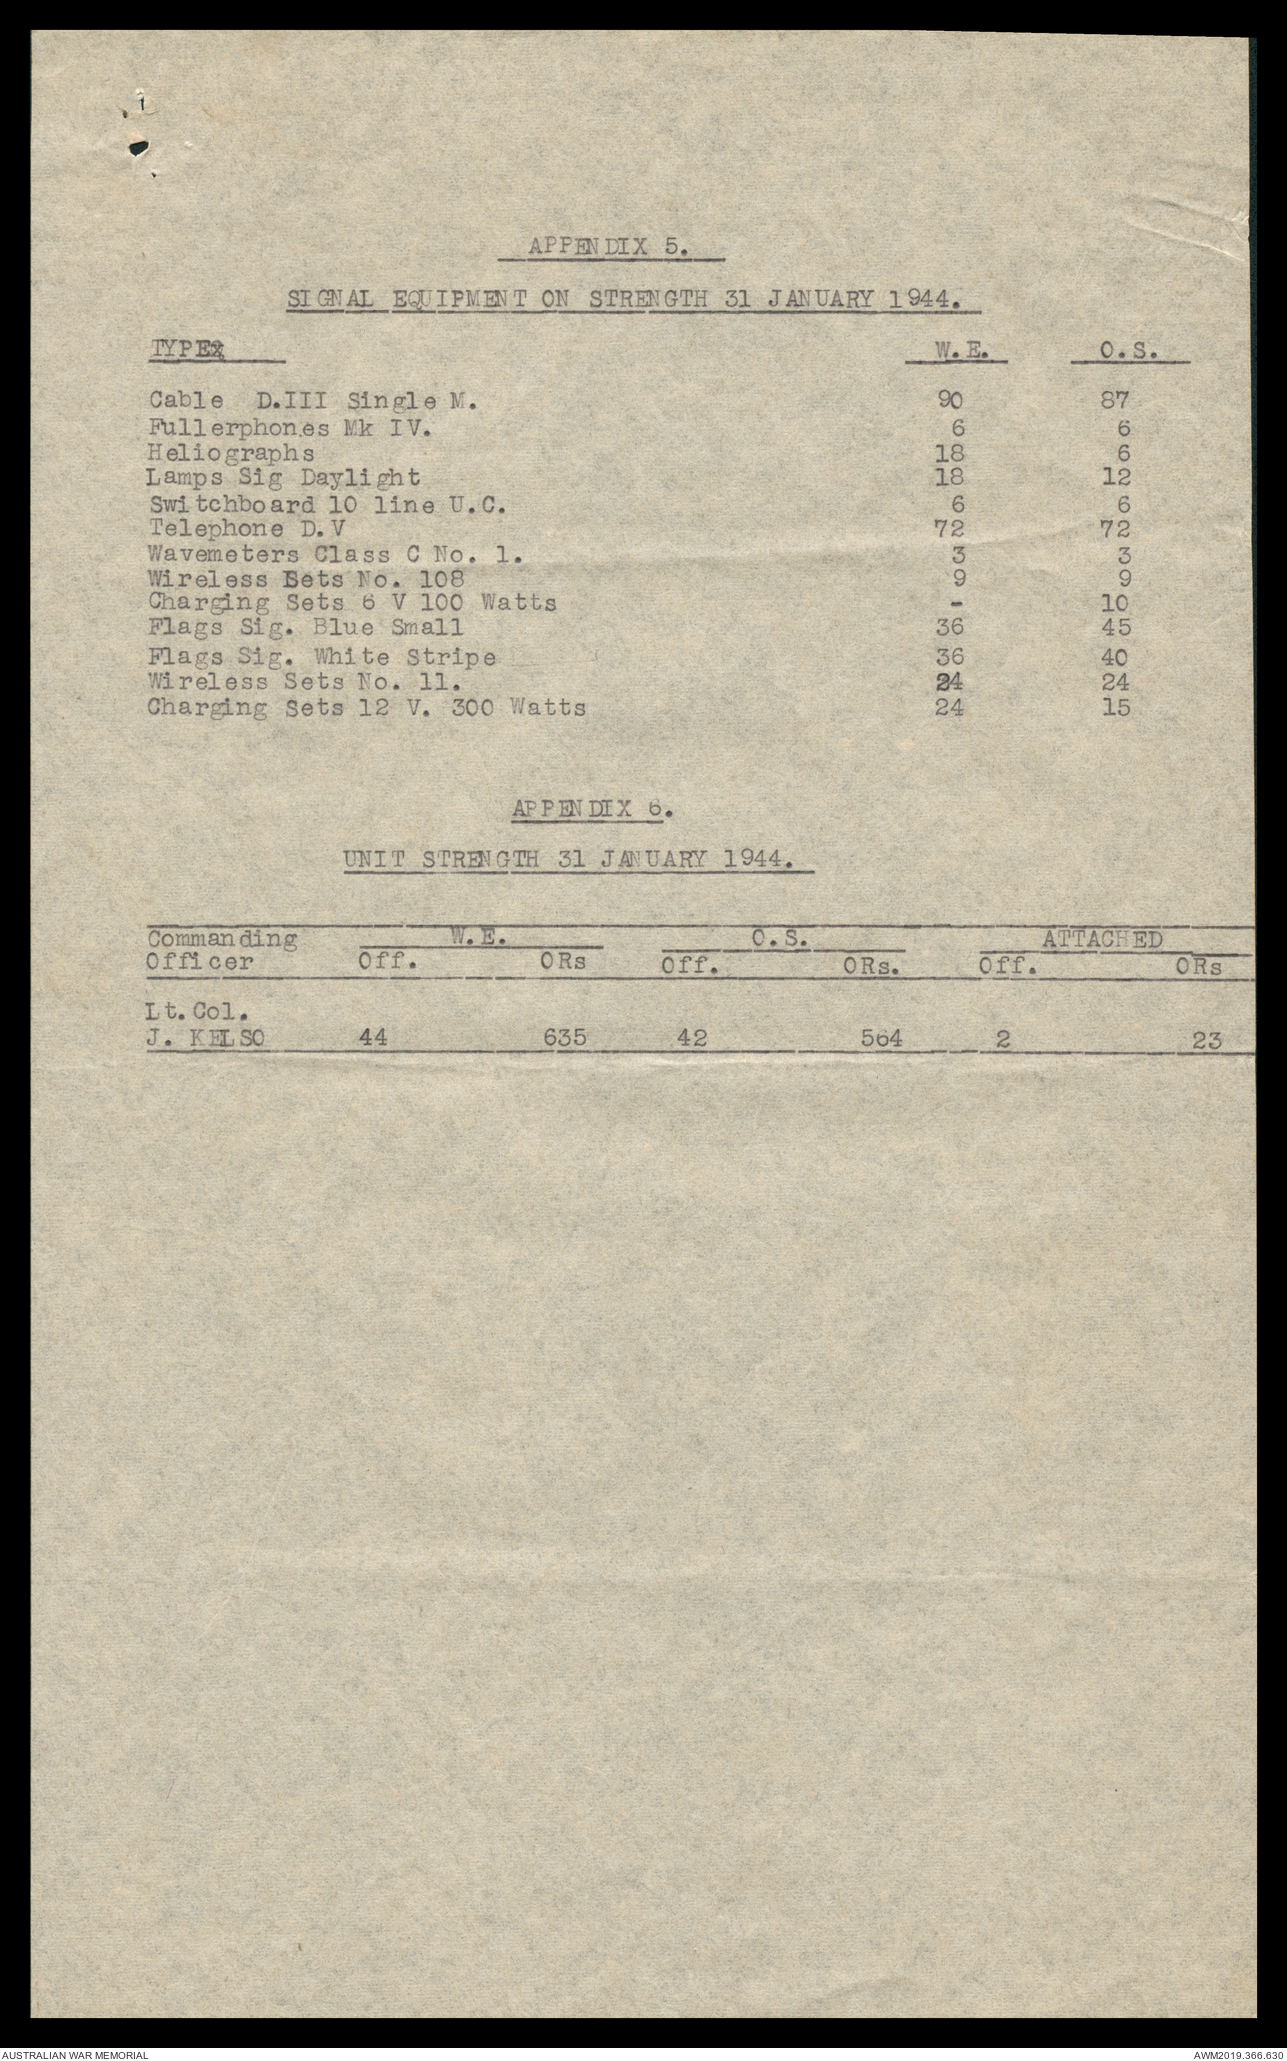 APPENDIX 5.
SIGNAL EQUIPMENT ON STRENGTH 31 JANUARY 1944.
TYPE W.E. O.S.
Cable D.III Single M. 90 87
Fullerphones Mk IV. 6 6
Heliographs 18 6
Lamps Sig Daylight 18 12
Switchboard 10 line U.C. 6 6
Telephone D.V 72 72
Wavemeters Class C No. 1. 3 3
Wireless Sets No. 108 9 9
Charging Sets 6 V 100 Watts - 10
Flags Sig. Blue Small 36 45
Flags Sig. White Stripe 36 40
Wireless Sets No. 11. 24 24
Charging Sets 12 V. 300 Watts 24 15
APPENDIX 6.
UNIT STRENGTH 31 JANUARY 1944.
Commanding W.E. O.S. ATTACHED
Officer Off. ORs Off. ORs. Off. ORs
Lt.Col.
J. KELSO 44 635 42 564 2 23
AUSTRALIAN WAR MEMORIAL AWM2019.366.630